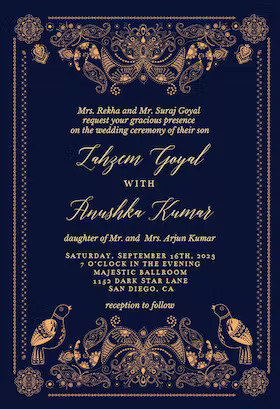 Mrs. Rekha and Mr. Suraj Goyal
request your gracious presence
on the wedding ceremony of their son
Zahzem Goyal
WITH
Anushka Kumar
daughter of Mr. and Mrs. Arjun Kumar
SATURDAY, SEPTEMBER 16TH, 2023
7 O'CLOCK IN THE EVENING
MAJESTIC BALLROOM
1152 DARK STAR LANE
SAN DIEGO, CA
reception to follow